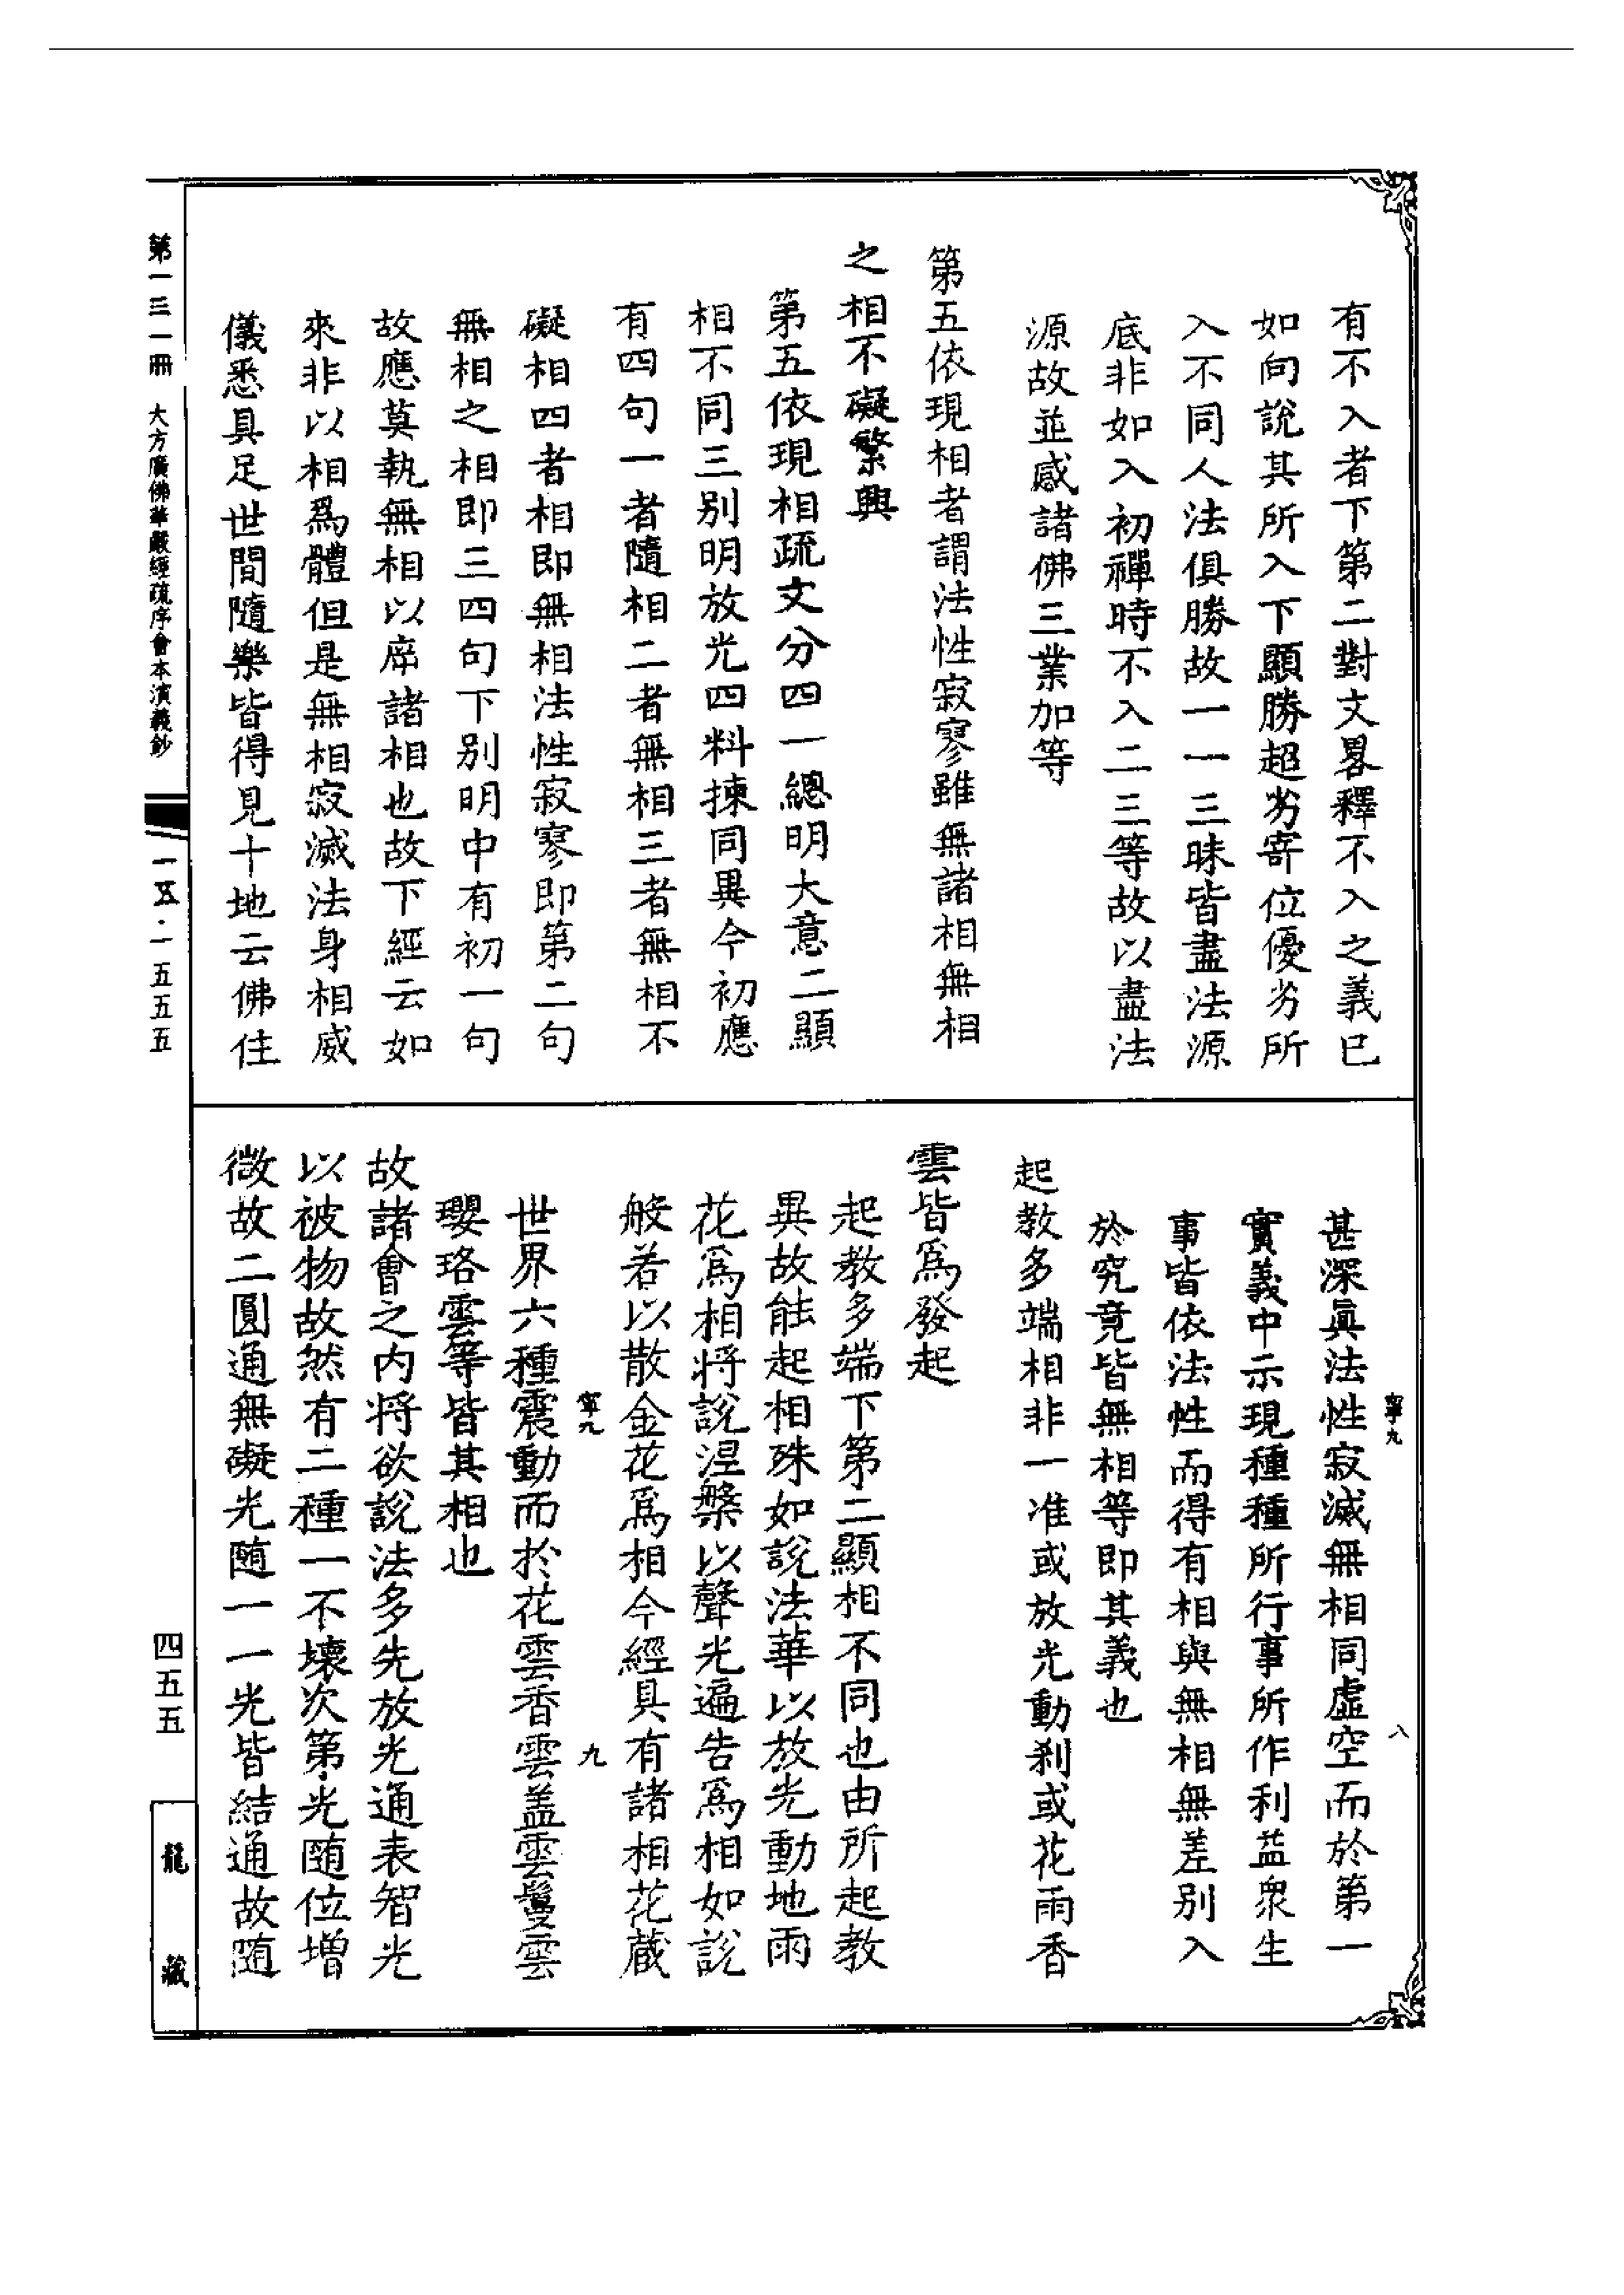 有不入者下第二對文畧釋不入之義已
如向說其所入下顯勝超劣寄位優劣所
入不同人法俱勝故一一三昧皆盡法源
底非如入初禪時不入二三等故以盡法
源故並感諸佛三業加等
第五依現相者謂法性寂寥雖無諸相無相
之相不礙繁興
第五依現相疏文分四一總明大意二顯
相不同三别明放光四料揀同異今初應
有四句一者隨相二者無相三者無相不
礙相四者相即無相法性寂寥即第二句
無相之相即三四句下别明中有初一句
故應莫執無相以席諸相也故下經云如
來非以相爲體但是無相寂滅法身相威
儀悉具足世間隨樂皆得見十地云佛住
甚深眞法性寂滅無相同虛空而於第一
實義中示現種種所行事所作利益眾生
事皆依法性而得有相與無相無差别入
於究竟皆無相等即其義也
起教多端相非一准或放光動刹或花雨香
雲皆爲發起
起教多端下第二顯相不同也由所起教
異故能起相殊如說法華以放光動地雨
花爲相将說涅槃以聲光遍告爲相如說
般若以散金花爲相今經具有諸相花蔵
世界六種震動而於花雲香雲盖雲鬘雲
瓔珞雲等皆其相也
故諸會之内将欲說法多先放光通表智光
以被物故然有二種一不壊次第光随位增
微故二圓通無礙光随一一光皆結通故随
寧九
八
寧九
九
第一三一冊
大方廣佛華嚴經疏序會本演義鈔
一五·一五五五
四五五
龍藏